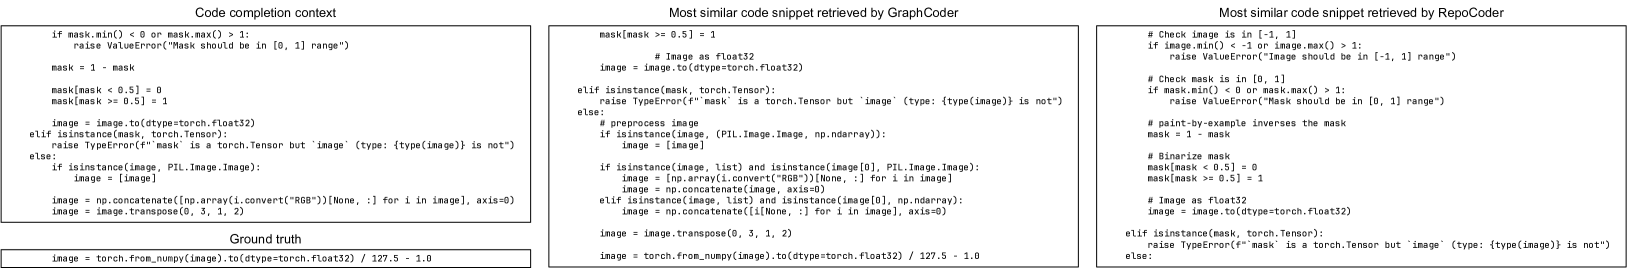 Code completion context
if mask.min() < 0 or mask.max() > 1:
raise ValueError("Mask should be in [0, 1] range")
mask = 1 - mask
mask[mask < 0.5] = 0
mask[mask >= 0.5] = 1
image = image.to(dtype=torch.float32)
elif isinstance(mask, torch.Tensor):
raise TypeError(f"`mask` is a torch.Tensor but `image` (type: {type(image)} is not")
else:
if isinstance(image, PIL.Image.Image):
image = [image]
image = np.concatenate([np.array(i.convert("RGB"))[None, :] for i in image], axis=0)
image = image.transpose(0, 3, 1, 2)
Ground truth
image = torch.from_numpy(image).to(dtype=torch.float32) / 127.5 - 1.0
Most similar code snippet retrieved by GraphCoder
mask[mask >= 0.5] = 1
# Image as float32
image = image.to(dtype=torch.float32)
elif isinstance(mask, torch.Tensor):
raise TypeError(f"`mask` is a torch.Tensor but `image` (type: {type(image)} is not")
else:
# preprocess image
if isinstance(image, (PIL.Image.Image, np.ndarray)):
image = [image]
if isinstance(image, list) and isinstance(image[0], PIL.Image.Image):
image = [np.array(i.convert("RGB"))[None, :] for i in image]
image = np.concatenate(image, axis=0)
elif isinstance(image, list) and isinstance(image[0], np.ndarray):
image = np.concatenate([i[None, :] for i in image], axis=0)
image = image.transpose(0, 3, 1, 2)
image = torch.from_numpy(image).to(dtype=torch.float32) / 127.5 - 1.0
Most similar code snippet retrieved by RepoCoder
# Check image is in [-1, 1]
if image.min() < -1 or image.max() > 1:
raise ValueError("Image should be in [-1, 1] range")
# Check mask is in [0, 1]
if mask.min() < 0 or mask.max() > 1:
raise ValueError("Mask should be in [0, 1] range")
# paint-by-example inverses the mask
mask = 1 - mask
# Binarize mask
mask[mask < 0.5] = 0
mask[mask >= 0.5] = 1
# Image as float32
image = image.to(dtype=torch.float32)
elif isinstance(mask, torch.Tensor):
raise TypeError(f"`mask` is a torch.Tensor but `image` (type: {type(image)} is not")
else: